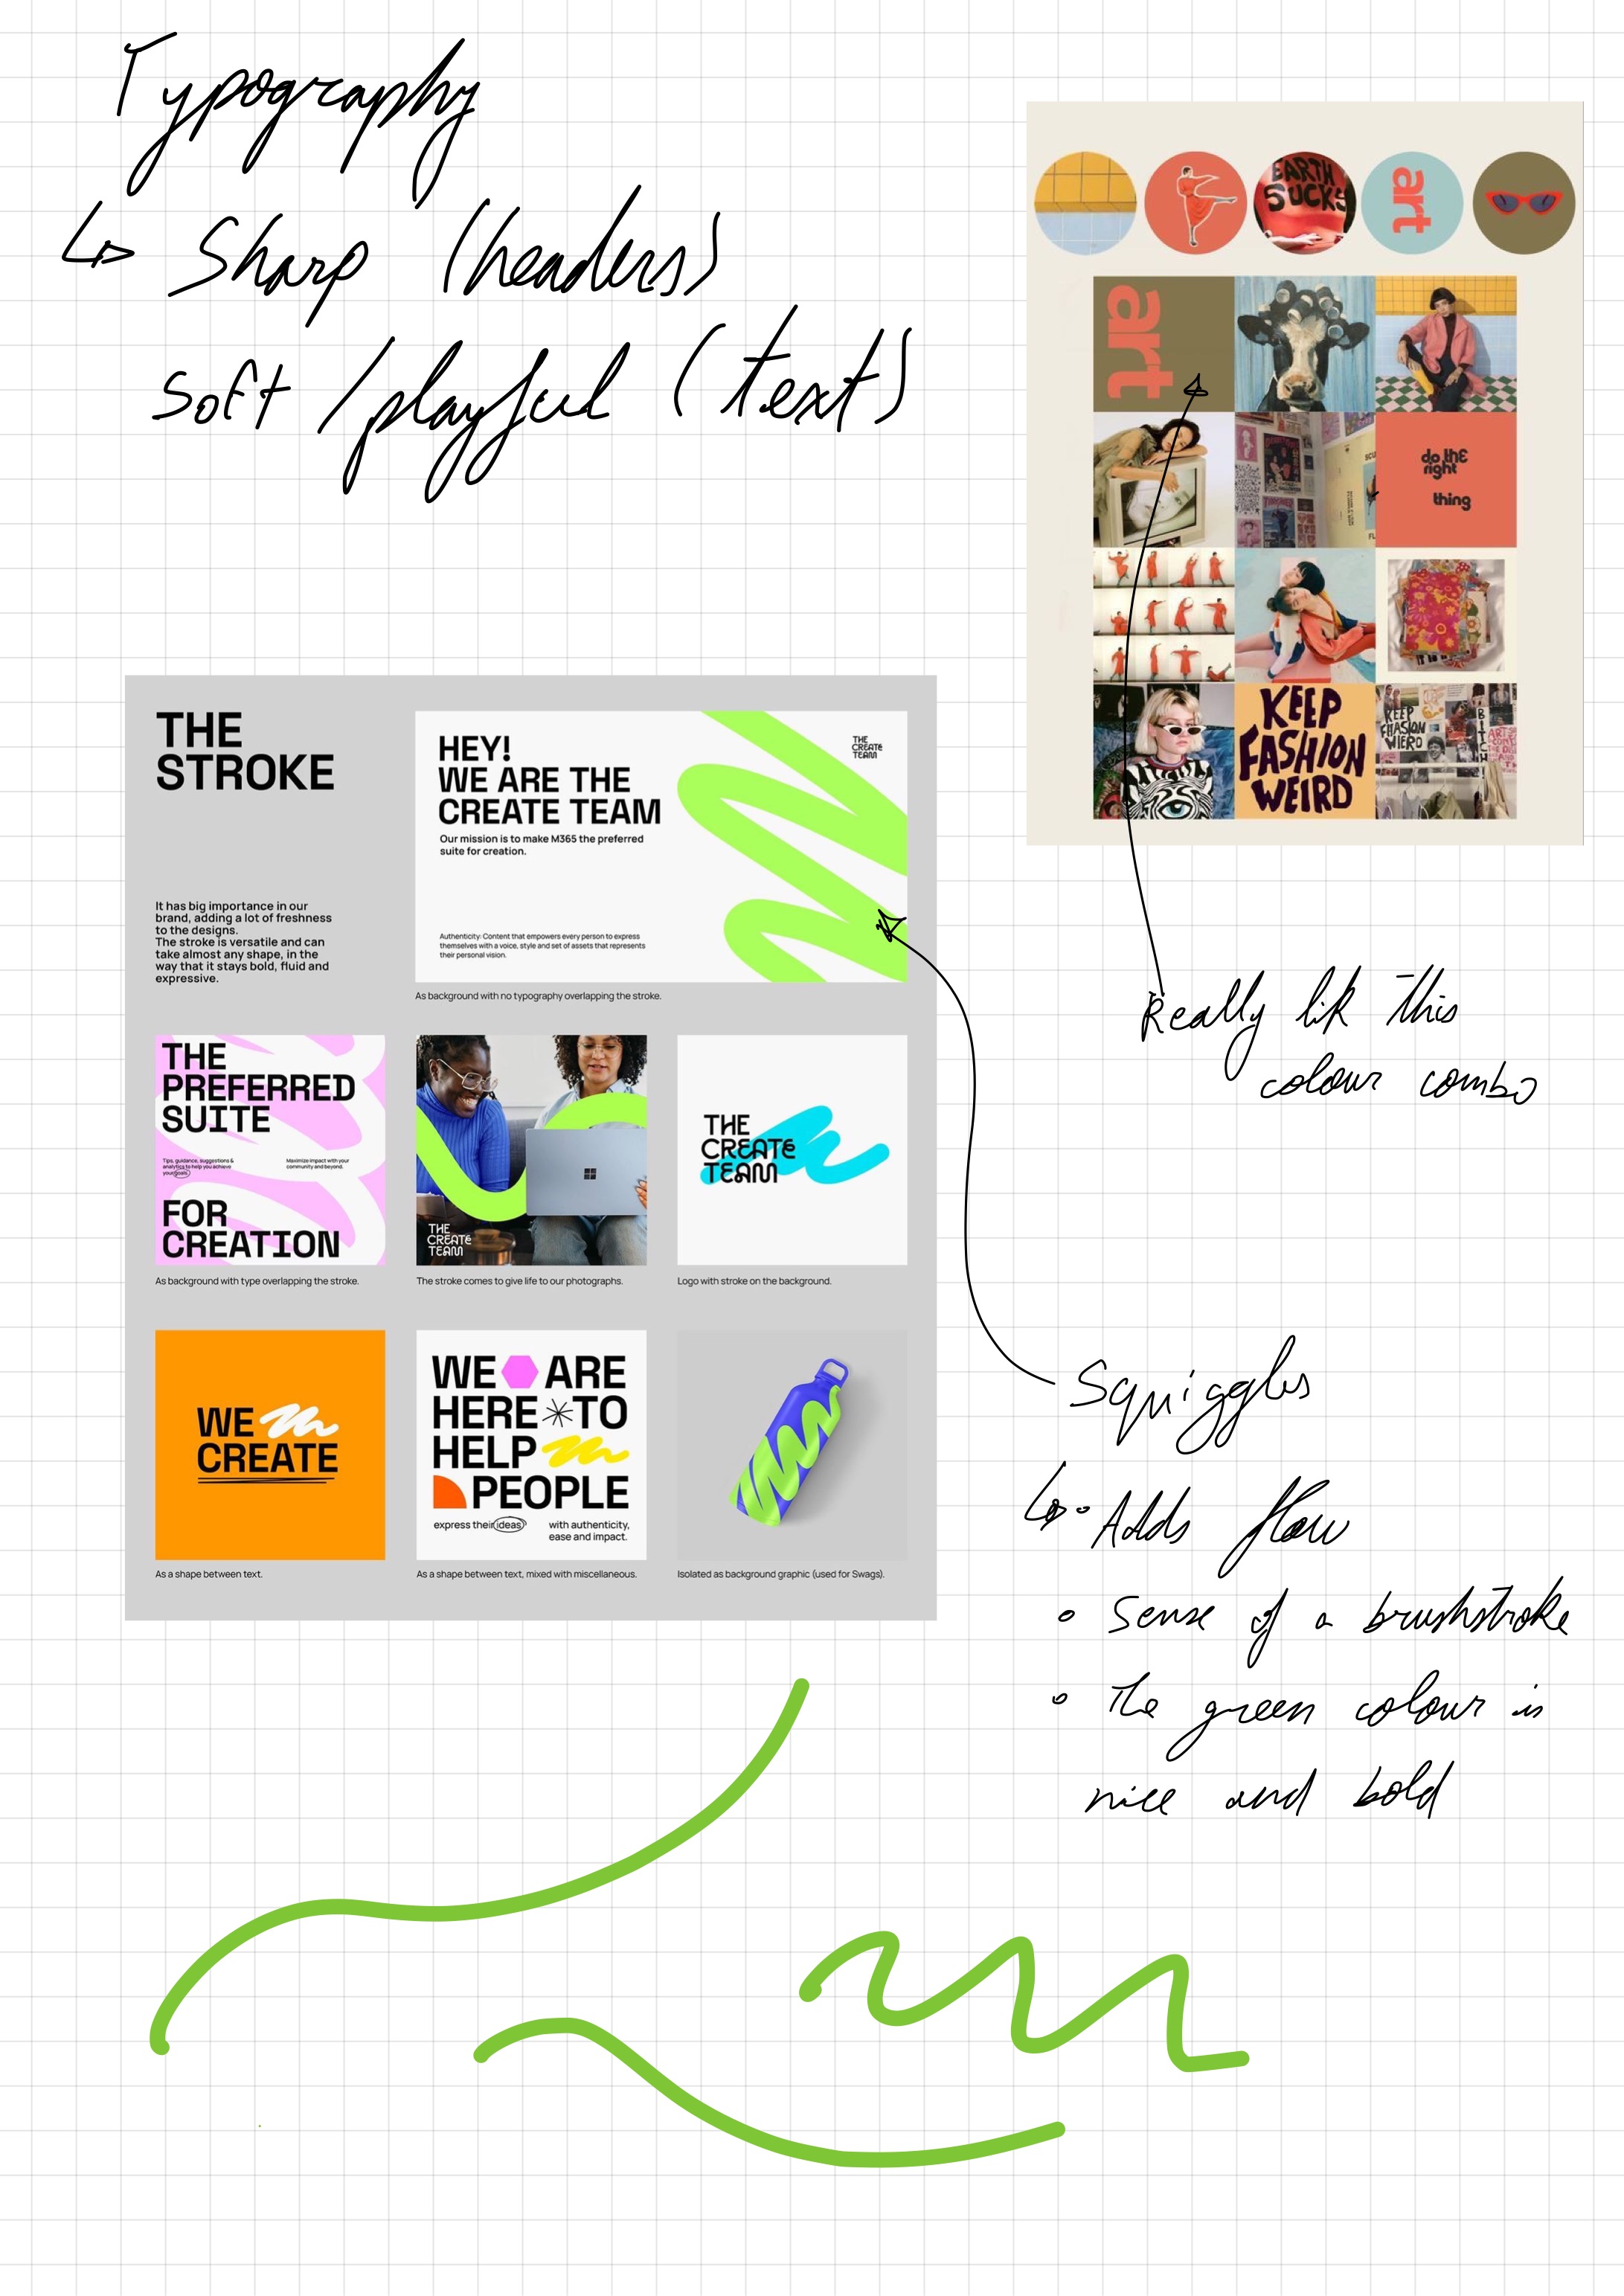 Typography
↳ Sharp (headers)
soft / playful (text)
EARTH
SUCKS
art
art
do the
right
thing
KEEP
FASHION
WEIRD
KEEP
FHASION
WIERD
Really lik this
colour combo
THE
STROKE
It has big importance in our
brand, adding a lot of freshness
to the designs.
The stroke is versatile and can
take almost any shape, in the
way that it stays bold, fluid and
expressive.
HEY!
WE ARE THE
CREATE TEAM
Our mission is to make M365 the preferred
suite for creation.
Authenticity: Content that empowers every person to express
themselves with a voice, style and set of assets that represents
their personal vision.
THE
CREATE
TEAM
As background with no typography overlapping the stroke.
THE
PREFERRED
SUITE
Tips, guidance, suggestions &
analytics to help you achieve
your goals
Maximize impact with your
community and beyond.
FOR
CREATION
As background with type overlapping the stroke.
THE
CREATE
TEAM
The stroke comes to give life to our photographs.
THE
CREATE
TEAM
Logo with stroke on the background.
WE
CREATE
As a shape between text.
WE ARE
HERE TO
HELP
PEOPLE
express their ideas
with authenticity,
ease and impact.
As a shape between text, mixed with miscellaneous.
Isolated as background graphic (used for Swags).
Squiggles
↳ • Adds flow
• Sense of a brushstroke
• The green colour is
nice and bold